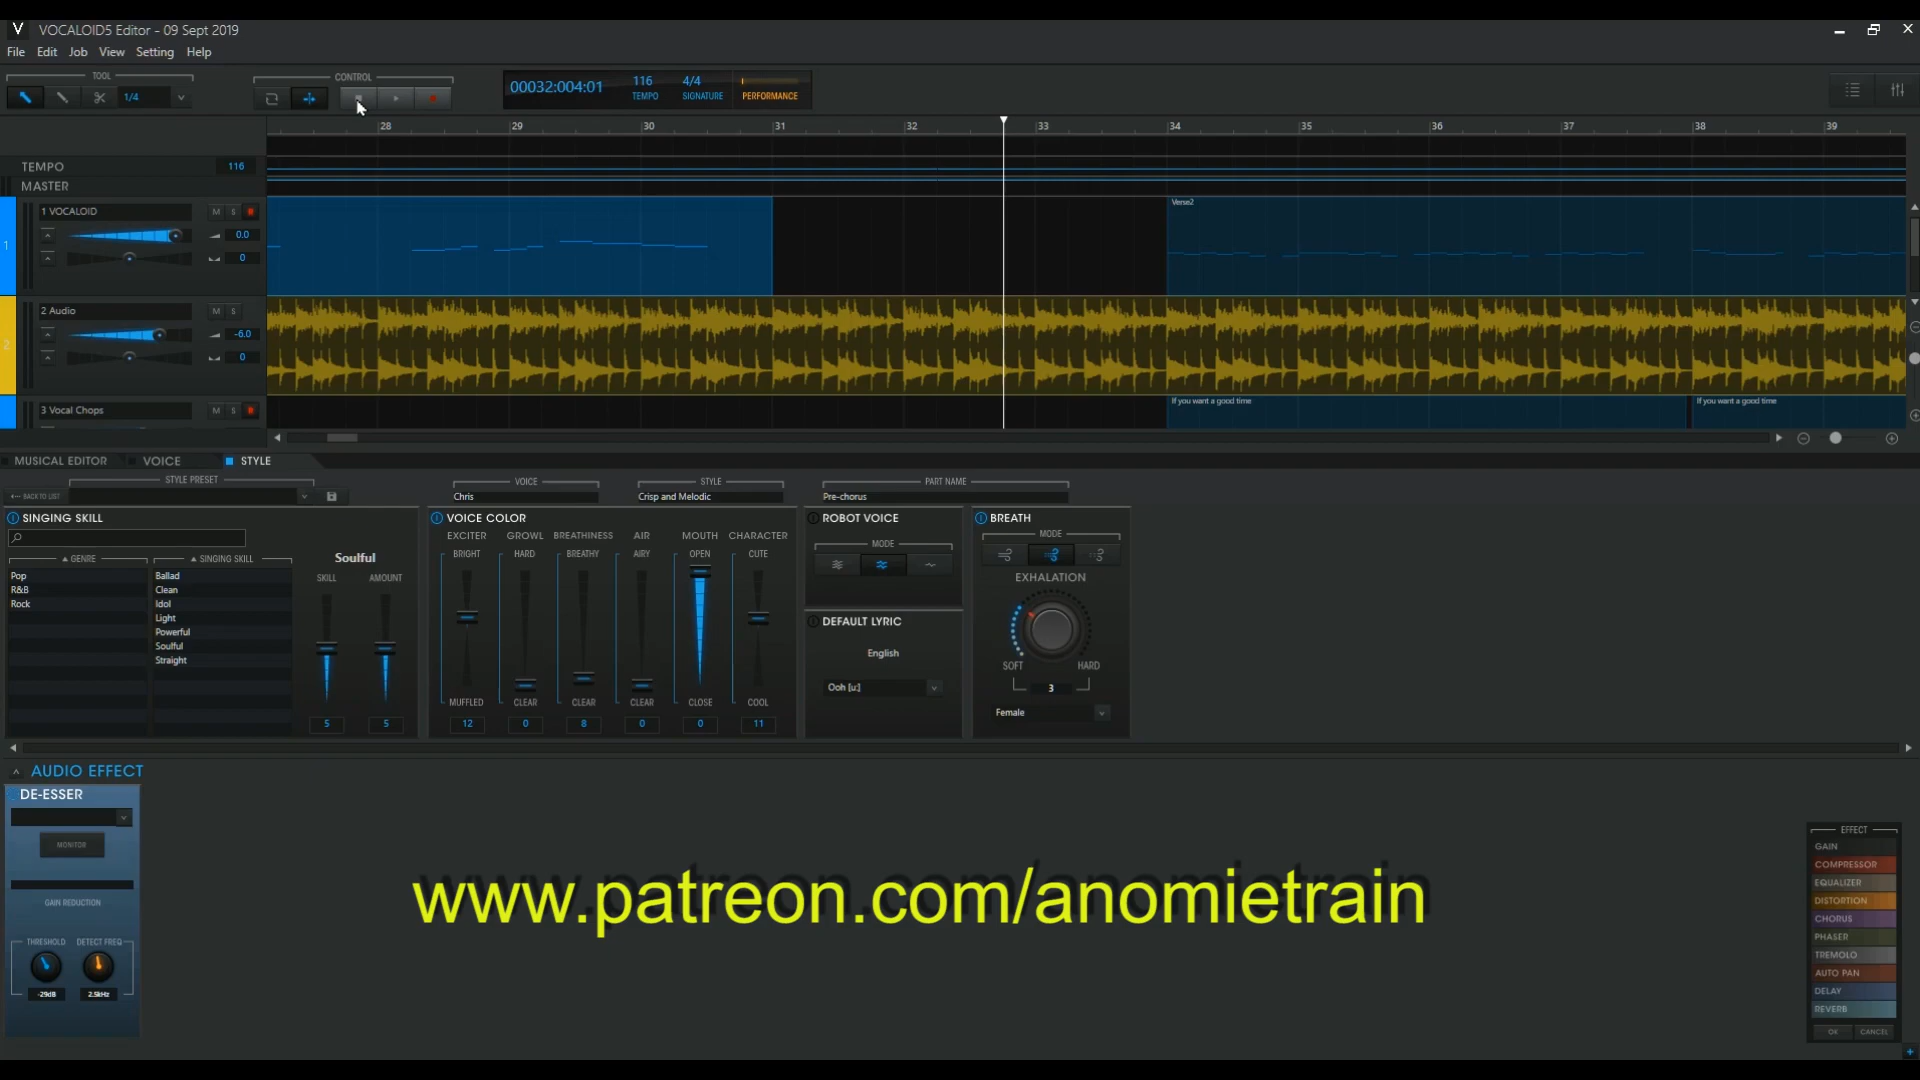 VOCALOID5 Editor - 09 Sept 2019
File Edit Job View Setting Help
TOOL
CONTROL
1/4
00032:004:01
116 4/4
TEMPO SIGNATURE PERFORMANCE
28 29 30 31 32 33 34 35 36 37 38 39
TEMPO 116
MASTER
1
1 VOCALOID M S
0.0
0
Verse2
2
2 Audio M S
-6.0
0
3 Vocal Chops M S
If you want a good time If you want a good time
MUSICAL EDITOR VOICE STYLE
STYLE PRESET
BACK TO LIST
VOICE
Chris
STYLE
Crisp and Melodic
PART NAME
Pre-chorus
SINGING SKILL
GENRE
Pop
R&B
Rock
SINGING SKILL
Ballad
Clean
Idol
Light
Powerful
Soulful
Straight
Soulful
SKILL AMOUNT
5 5
VOICE COLOR
EXCITER GROWL BREATHINESS AIR MOUTH CHARACTER
BRIGHT HARD BREATHY AIRY OPEN CUTE
MUFFLED CLEAR CLEAR CLEAR CLOSE COOL
12 0 8 0 0 11
ROBOT VOICE
MODE
DEFAULT LYRIC
English
Ooh [u:]
BREATH
MODE
EXHALATION
SOFT HARD
3
Female
AUDIO EFFECT
DE-ESSER
MONITOR
GAIN REDUCTION
THRESHOLD DETECT FREQ
-29dB 2.5kHz
www.patreon.com/anomietrain
EFFECT
GAIN
COMPRESSOR
EQUALIZER
DISTORTION
CHORUS
PHASER
TREMOLO
AUTO PAN
DELAY
REVERB
OK CANCEL